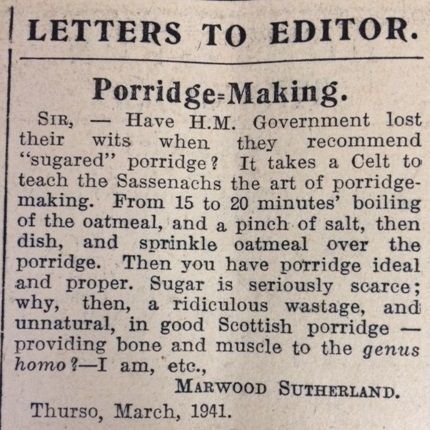 LETTERS TO EDITOR.
Porridge-Making.
SIR, — Have H.M. Government lost
their wits when they recommend
"sugared" porridge? It takes a Celt to
teach the Sassenachs the art of porridge-
making. From 15 to 20 minutes' boiling
of the oatmeal, and a pinch of salt, then
dish, and sprinkle oatmeal over the
porridge. Then you have porridge ideal
and proper. Sugar is seriously scarce;
why, then, a ridiculous wastage, and
unnatural, in good Scottish porridge —
providing bone and muscle to the genus
homo?—I am, etc.,
MARWOOD SUTHERLAND.
Thurso, March, 1941.